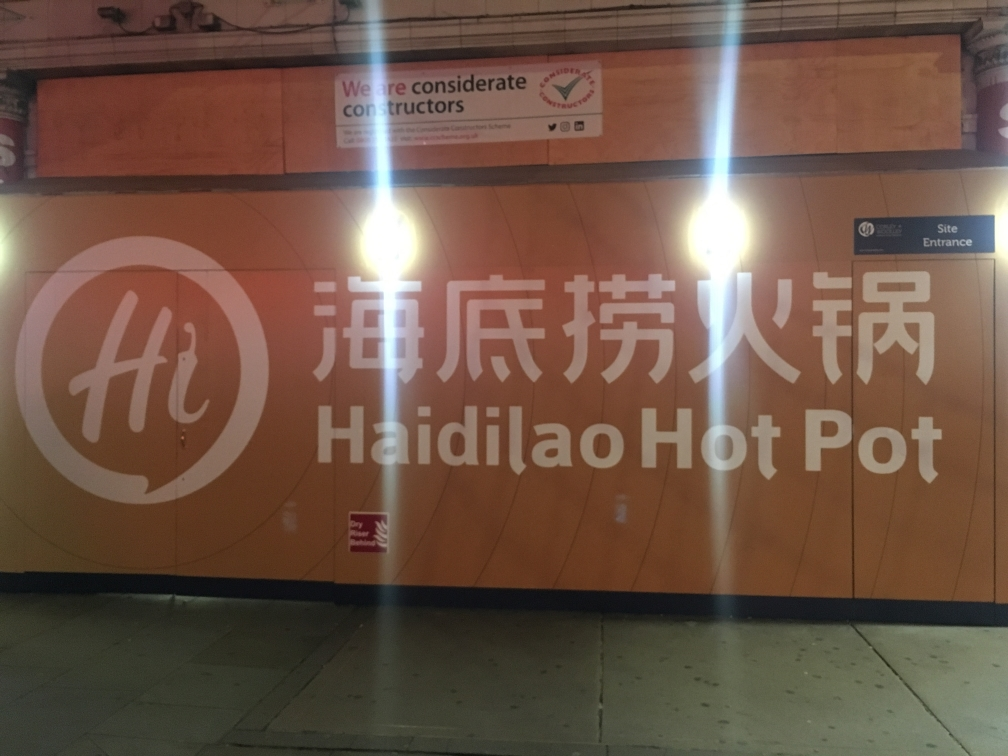 We are considerate
constructors
CONSIDERATE
CONSTRUCTORS
Site
Entrance
Hi
海底捞火锅
Haidilao Hot Pot
Dry
Riser
Behind
S